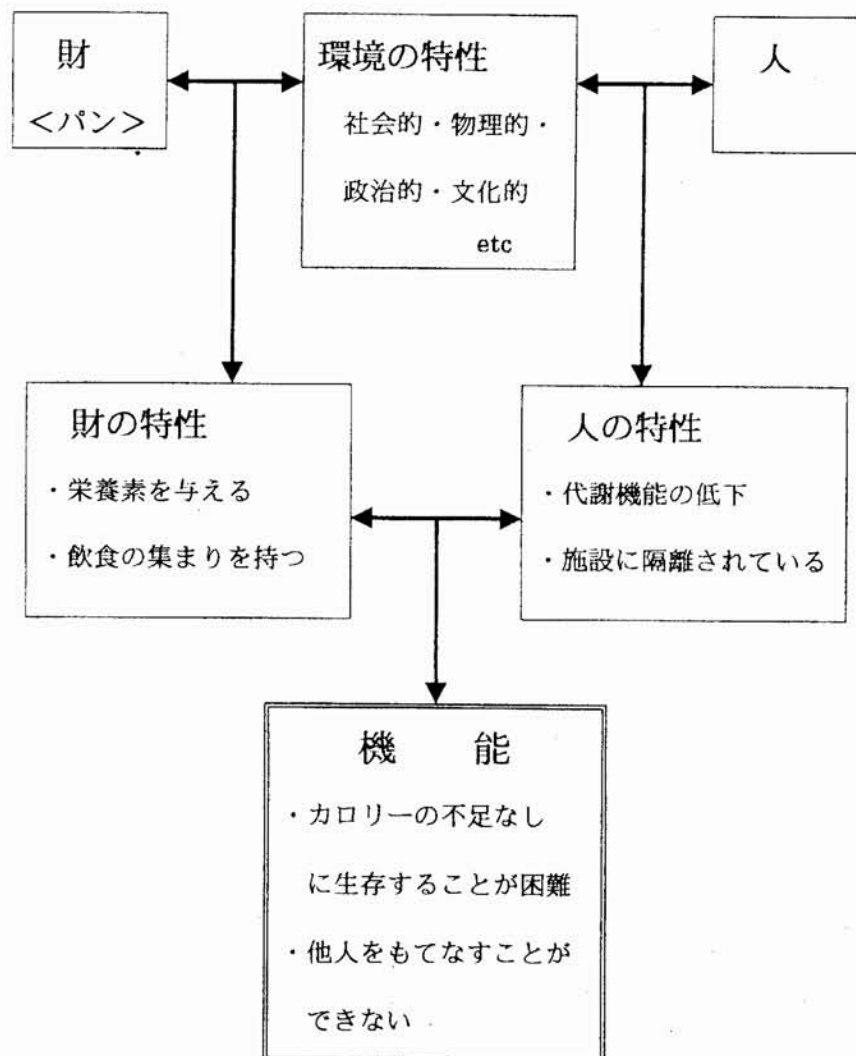 財
＜パン＞
環境の特性
社会的・物理的・
政治的・文化的
etc
人
財の特性
・栄養素を与える
・飲食の集まりを持つ
人の特性
・代謝機能の低下
・施設に隔離されている
機　能
・カロリーの不足なし
に生存することが困難
・他人をもてなすことが
できない